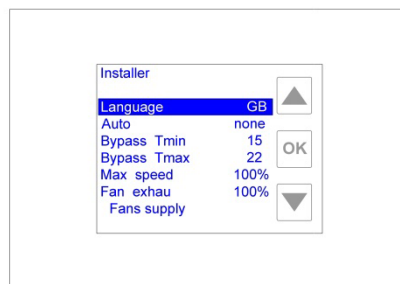 Installer
Language GB
Auto none
Bypass Tmin 15
Bypass Tmax 22
Max speed 100%
Fan exhau 100%
Fans supply
OK